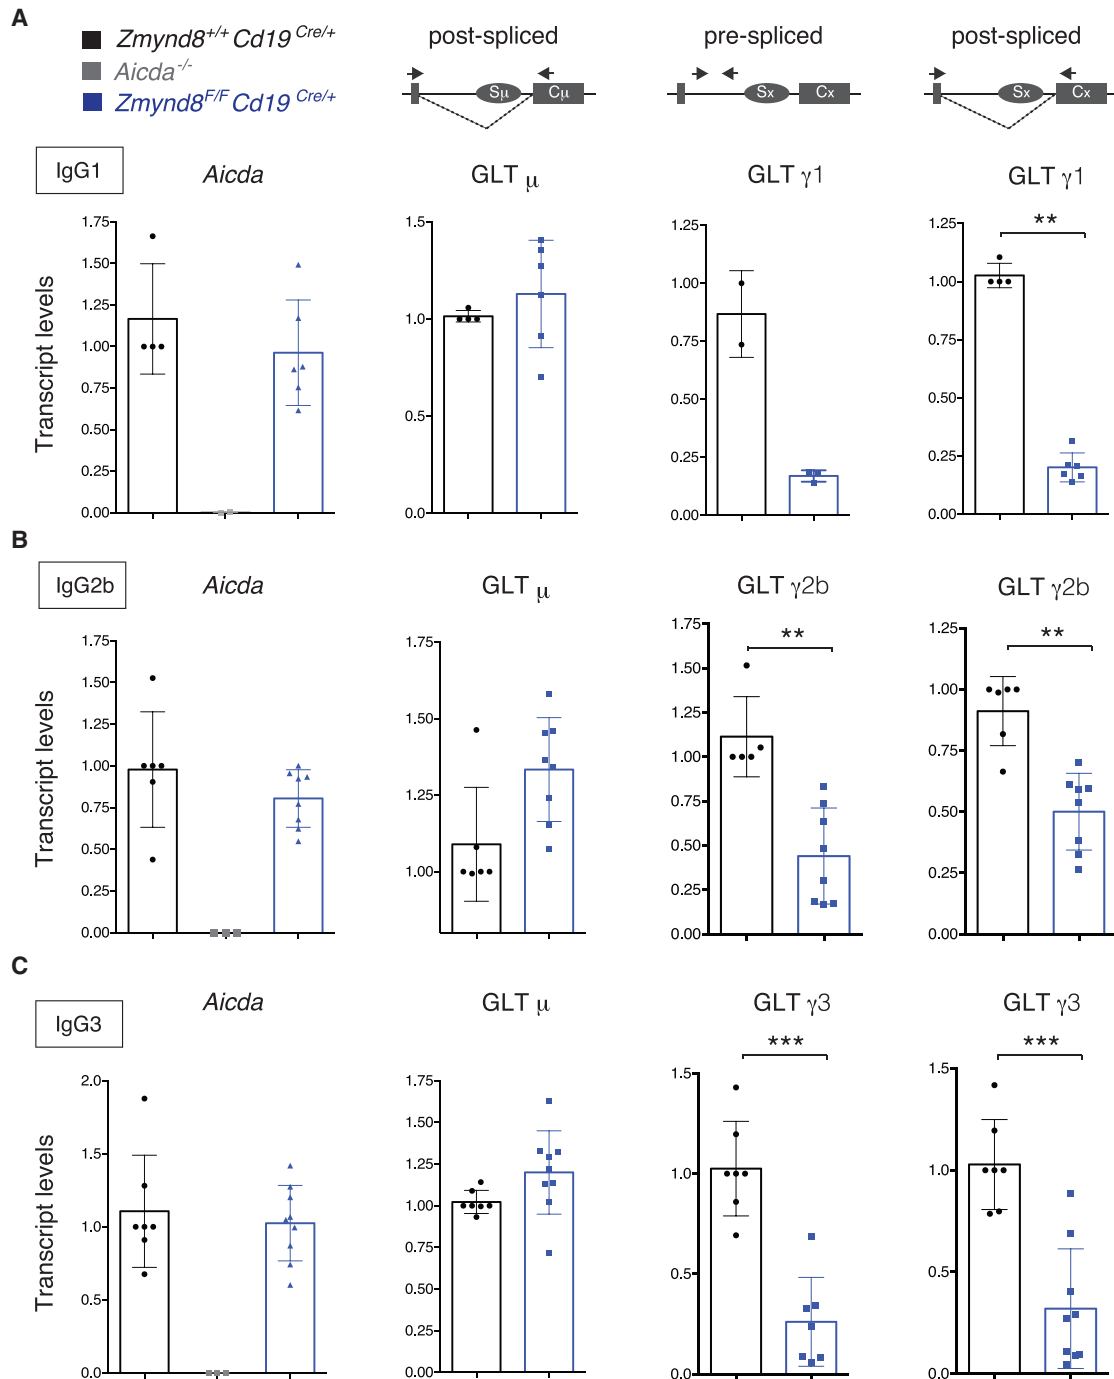 A
Zmynd8+/+ Cd19 Cre/+
Aicda-/-
Zmynd8F/F Cd19 Cre/+
post-spliced
pre-spliced
post-spliced
Sμ Cμ
Sx Cx
Sx Cx
IgG1
Aicda
GLT μ
GLT γ1
GLT γ1
Transcript levels
1.75
1.50
1.25
1.00
0.75
0.50
0.25
0.00
1.5
1.0
0.5
0.0
1.25
1.00
0.75
0.50
0.25
0.00
**
1.25
1.00
0.75
0.50
0.25
0.00
B
IgG2b
Aicda
GLT μ
GLT γ2b
GLT γ2b
Transcript levels
1.75
1.50
1.25
1.00
0.75
0.50
0.25
0.00
1.75
1.50
1.25
1.00
**
1.75
1.50
1.25
1.00
0.75
0.50
0.25
0.00
**
1.25
1.00
0.75
0.50
0.25
0.00
C
IgG3
Aicda
GLT μ
GLT γ3
GLT γ3
Transcript levels
2.0
1.5
1.0
0.5
0.0
1.75
1.50
1.25
1.00
0.75
0.50
0.25
0.00
***
1.5
1.0
0.5
0.0
***
1.5
1.0
0.5
0.0